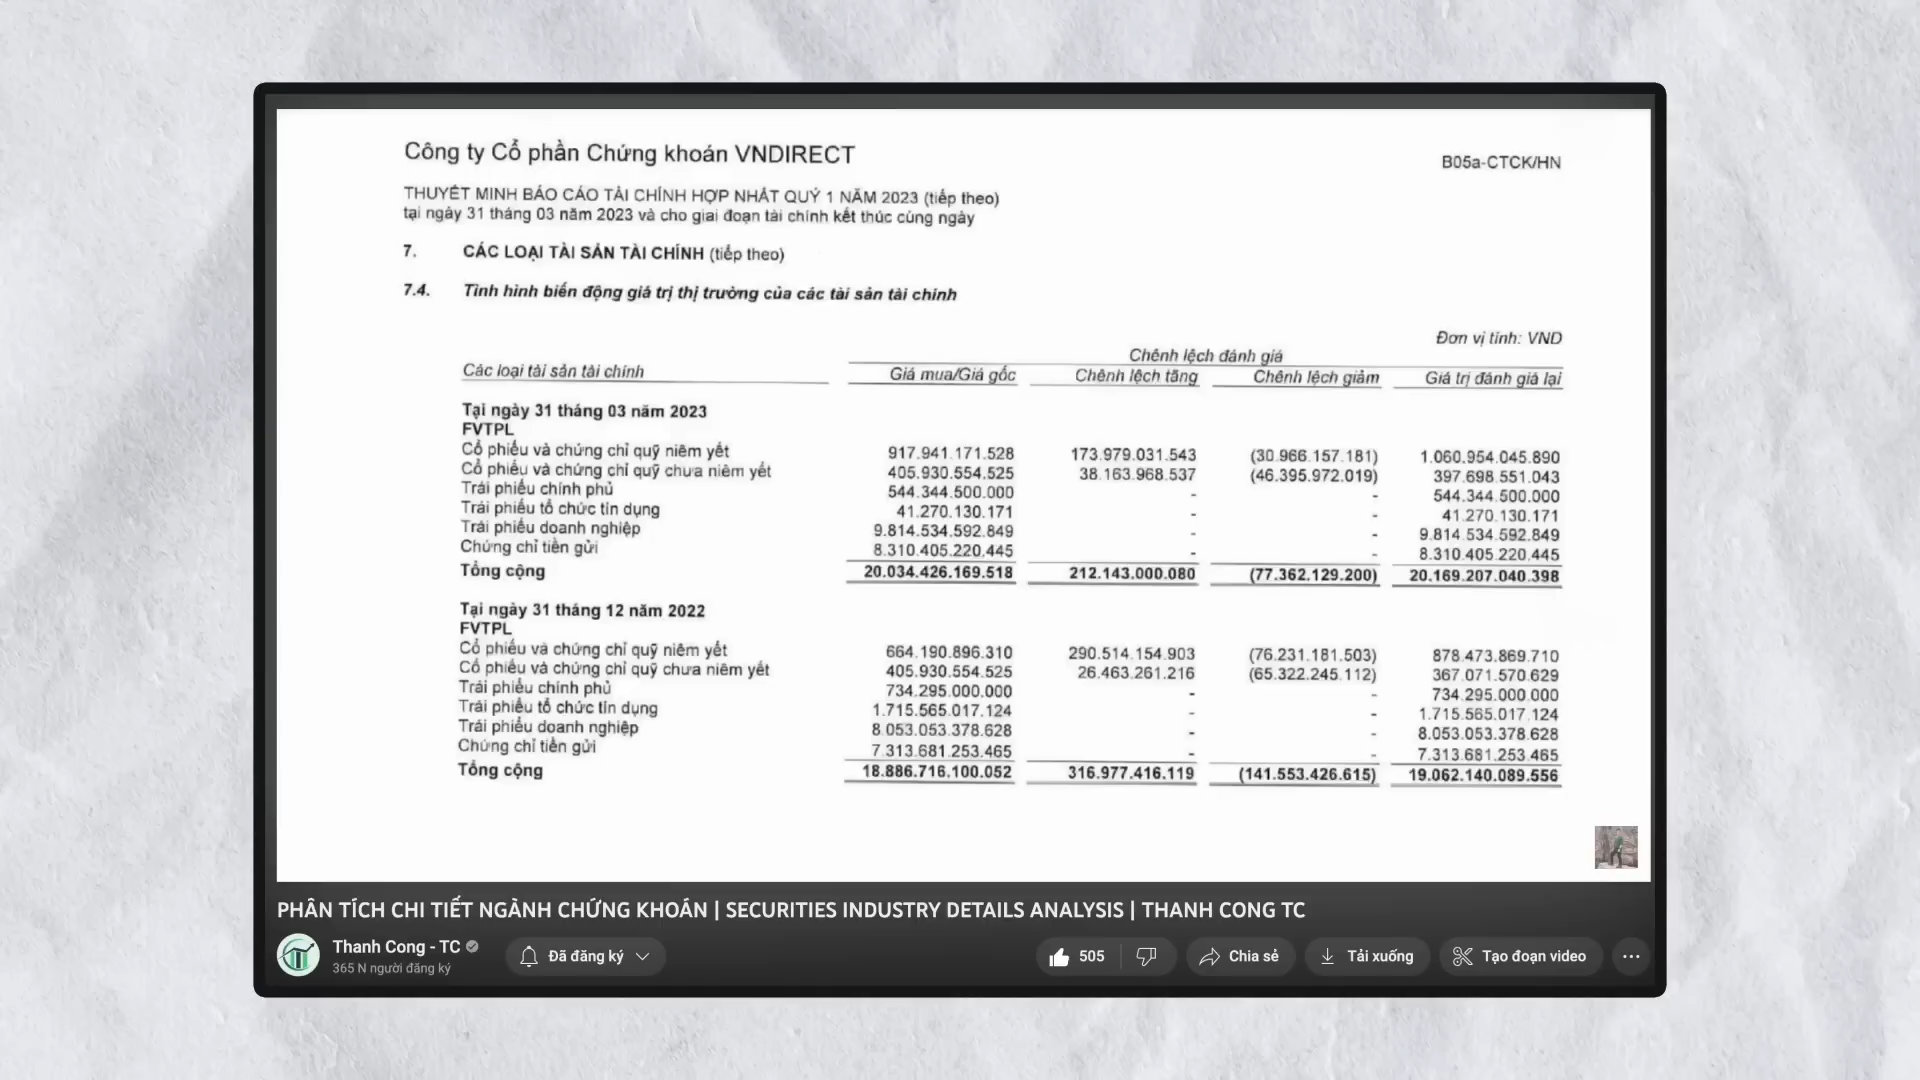 Công ty Cổ phần Chứng khoán VNDIRECT
B05a-CTCK/HN
THUYẾT MINH BÁO CÁO TÀI CHÍNH HỢP NHẤT QUÝ 1 NĂM 2023 (tiếp theo)
tại ngày 31 tháng 03 năm 2023 và cho giai đoạn tài chính kết thúc cùng ngày
7. CÁC LOẠI TÀI SẢN TÀI CHÍNH (tiếp theo)
7.4. Tình hình biến động giá trị thị trường của các tài sản tài chính
Đơn vị tính: VND
Chênh lệch đánh giá
Các loại tài sản tài chính Giá mua/Giá gốc Chênh lệch tăng Chênh lệch giảm Giá trị đánh giá lại
Tại ngày 31 tháng 03 năm 2023
FVTPL
Cổ phiếu và chứng chỉ quỹ niêm yết 917.941.171.528 173.979.031.543 (30.966.157.181) 1.060.954.045.890
Cổ phiếu và chứng chỉ quỹ chưa niêm yết 405.930.554.525 38.163.968.537 (46.395.972.019) 397.698.551.043
Trái phiếu chính phủ 544.344.500.000 - - 544.344.500.000
Trái phiếu tổ chức tín dụng 41.270.130.171 - - 41.270.130.171
Trái phiếu doanh nghiệp 9.814.534.592.849 - - 9.814.534.592.849
Chứng chỉ tiền gửi 8.310.405.220.445 - - 8.310.405.220.445
Tổng cộng 20.034.426.169.518 212.143.000.080 (77.362.129.200) 20.169.207.040.398
Tại ngày 31 tháng 12 năm 2022
FVTPL
Cổ phiếu và chứng chỉ quỹ niêm yết 664.190.896.310 290.514.154.903 (76.231.181.503) 878.473.869.710
Cổ phiếu và chứng chỉ quỹ chưa niêm yết 405.930.554.525 26.463.261.216 (65.322.245.112) 367.071.570.629
Trái phiếu chính phủ 734.295.000.000 - - 734.295.000.000
Trái phiếu tổ chức tín dụng 1.715.565.017.124 - - 1.715.565.017.124
Trái phiếu doanh nghiệp 8.053.053.378.628 - - 8.053.053.378.628
Chứng chỉ tiền gửi 7.313.681.253.465 - - 7.313.681.253.465
Tổng cộng 18.886.716.100.052 316.977.416.119 (141.553.426.615) 19.062.140.089.556
PHÂN TÍCH CHI TIẾT NGÀNH CHỨNG KHOÁN | SECURITIES INDUSTRY DETAILS ANALYSIS | THANH CONG TC
Thanh Cong - TC
365 N người đăng ký
Đã đăng ký
505
Chia sẻ
Tải xuống
Tạo đoạn video